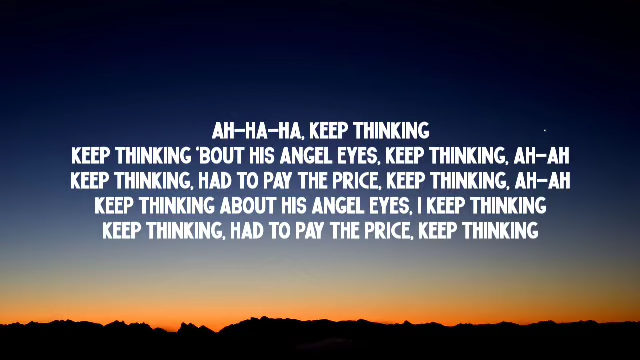 AH-HA-HA, KEEP THINKING
KEEP THINKING 'BOUT HIS ANGEL EYES, KEEP THINKING, AH-AH
KEEP THINKING, HAD TO PAY THE PRICE, KEEP THINKING, AH-AH
KEEP THINKING ABOUT HIS ANGEL EYES, I KEEP THINKING
KEEP THINKING, HAD TO PAY THE PRICE, KEEP THINKING